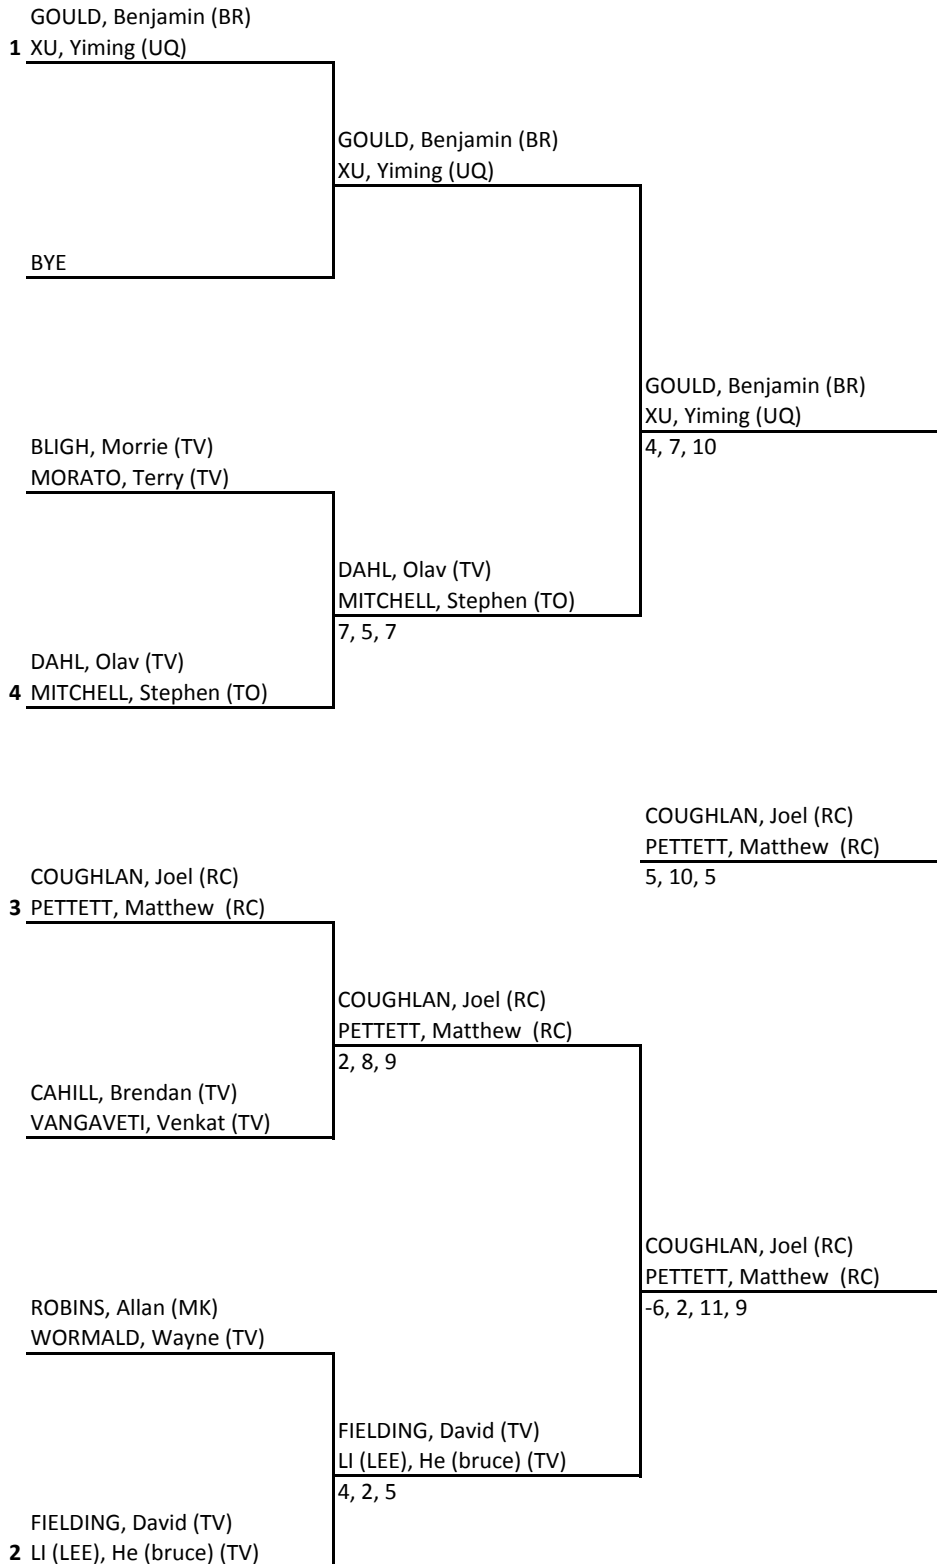 GOULD, Benjamin (BR)
1 XU, Yiming (UQ)
GOULD, Benjamin (BR)
XU, Yiming (UQ)
BYE
GOULD, Benjamin (BR)
XU, Yiming (UQ)
4, 7, 10
BLIGH, Morrie (TV)
MORATO, Terry (TV)
DAHL, Olav (TV)
MITCHELL, Stephen (TO)
7, 5, 7
DAHL, Olav (TV)
4 MITCHELL, Stephen (TO)
COUGHLAN, Joel (RC)
PETTETT, Matthew (RC)
5, 10, 5
COUGHLAN, Joel (RC)
3 PETTETT, Matthew (RC)
COUGHLAN, Joel (RC)
PETTETT, Matthew (RC)
2, 8, 9
CAHILL, Brendan (TV)
VANGAVETI, Venkat (TV)
COUGHLAN, Joel (RC)
PETTETT, Matthew (RC)
-6, 2, 11, 9
ROBINS, Allan (MK)
WORMALD, Wayne (TV)
FIELDING, David (TV)
LI (LEE), He (bruce) (TV)
4, 2, 5
FIELDING, David (TV)
2 LI (LEE), He (bruce) (TV)